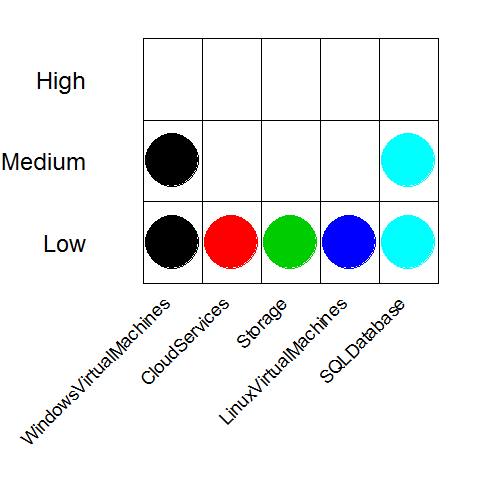 High
Medium
Low
WindowsVirtualMachines
CloudServices
Storage
LinuxVirtualMachines
SQLDatabase